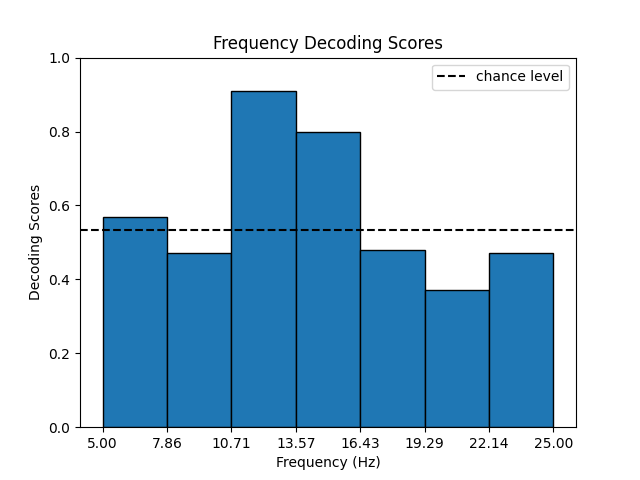 Frequency Decoding Scores
chance level
Decoding Scores
1.0
0.8
0.6
0.4
0.2
0.0
5.00 7.86 10.71 13.57 16.43 19.29 22.14 25.00
Frequency (Hz)